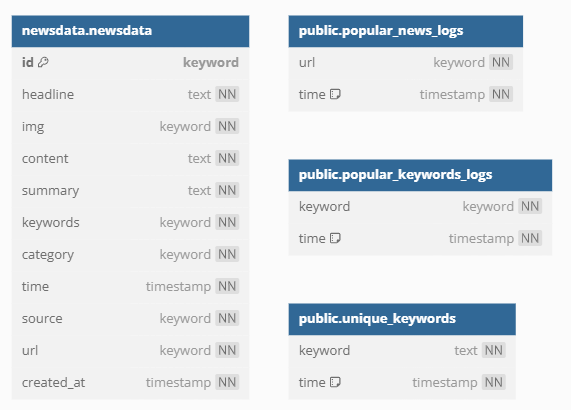 newsdata.newsdata
id keyword
headline text NN
img keyword NN
content text NN
summary text NN
keywords keyword NN
category keyword NN
time timestamp NN
source keyword NN
url keyword NN
created_at timestamp NN
public.popular_news_logs
url keyword NN
time timestamp NN
public.popular_keywords_logs
keyword keyword NN
time timestamp NN
public.unique_keywords
keyword text NN
time timestamp NN